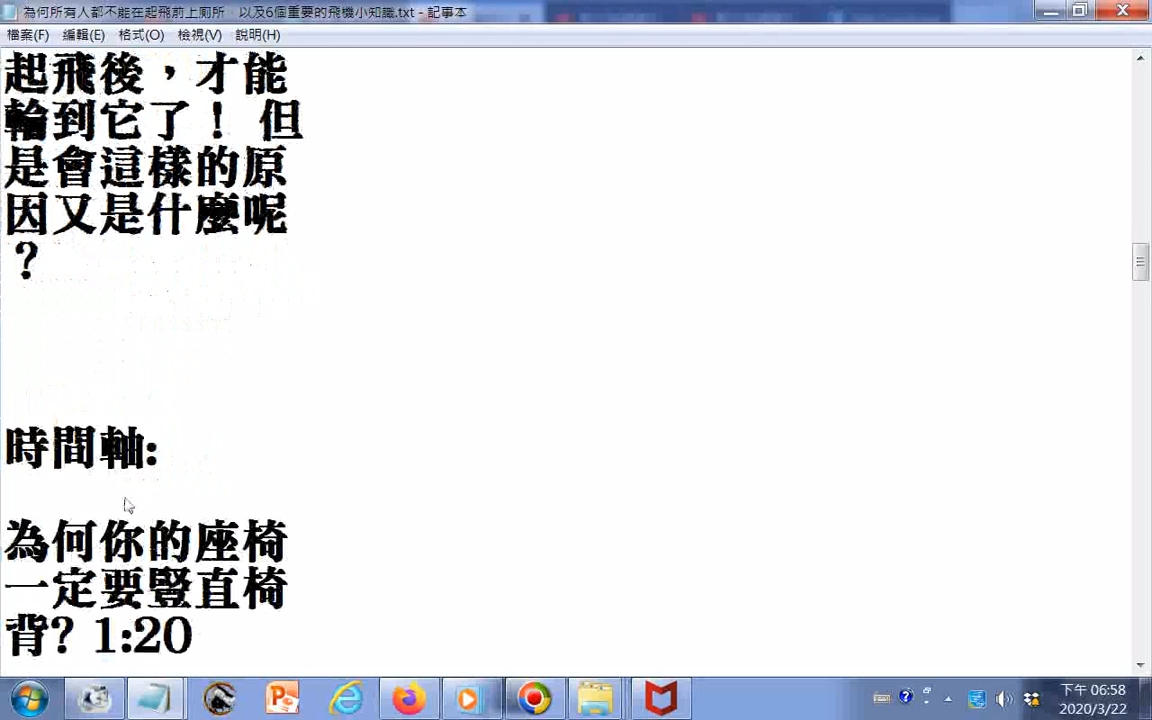 為何所有人都不能在起飛前上廁所，以及6個重要的飛機小知識.txt - 記事本
檔案(F) 編輯(E) 格式(O) 檢視(V) 說明(H)
起飛後，才能
輪到它了！ 但
是會這樣的原
因又是什麼呢
？
時間軸:
為何你的座椅
一定要豎直椅
背? 1:20
下午 06:58
2020/3/22